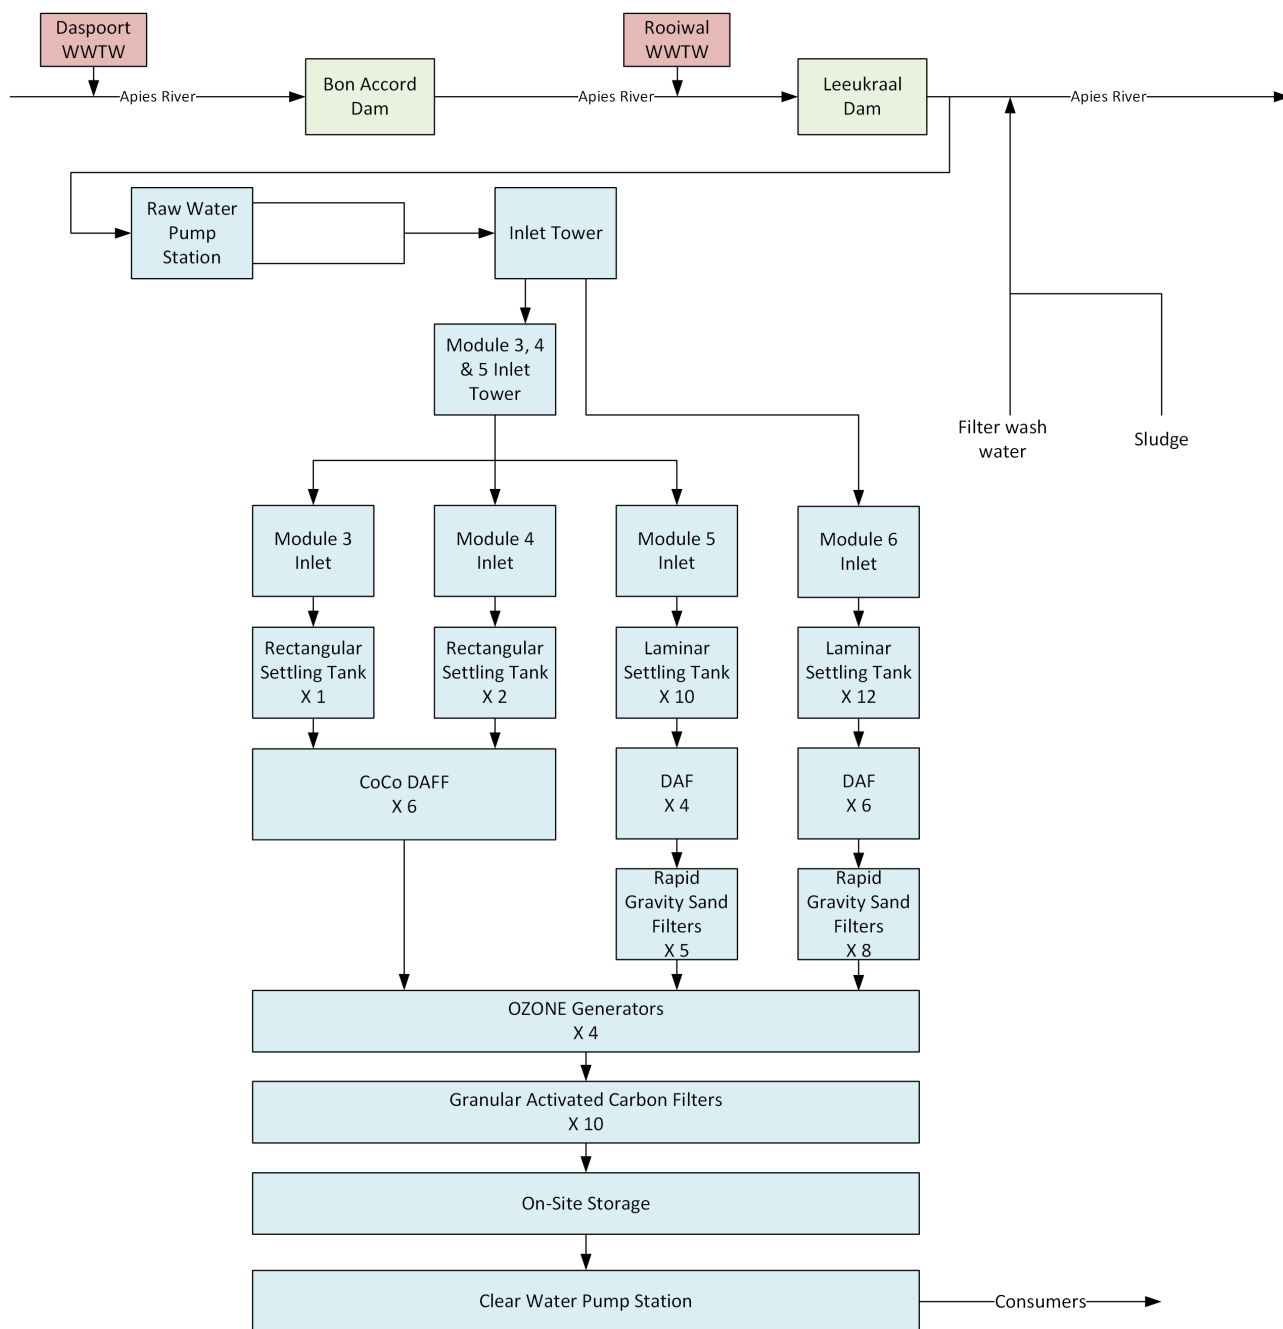 Daspoort
WWTW
Rooiwal
WWTW
Apies River
Bon Accord
Dam
Apies River
Leeukraal
Dam
Apies River
Raw Water
Pump
Station
Inlet Tower
Module 3, 4
& 5 Inlet
Tower
Filter wash
water
Sludge
Module 3
Inlet
Module 4
Inlet
Module 5
Inlet
Module 6
Inlet
Rectangular
Settling Tank
X 1
Rectangular
Settling Tank
X 2
Laminar
Settling Tank
X 10
Laminar
Settling Tank
X 12
CoCo DAFF
X 6
DAF
X 4
DAF
X 6
Rapid
Gravity Sand
Filters
X 5
Rapid
Gravity Sand
Filters
X 8
OZONE Generators
X 4
Granular Activated Carbon Filters
X 10
On-Site Storage
Clear Water Pump Station
Consumers